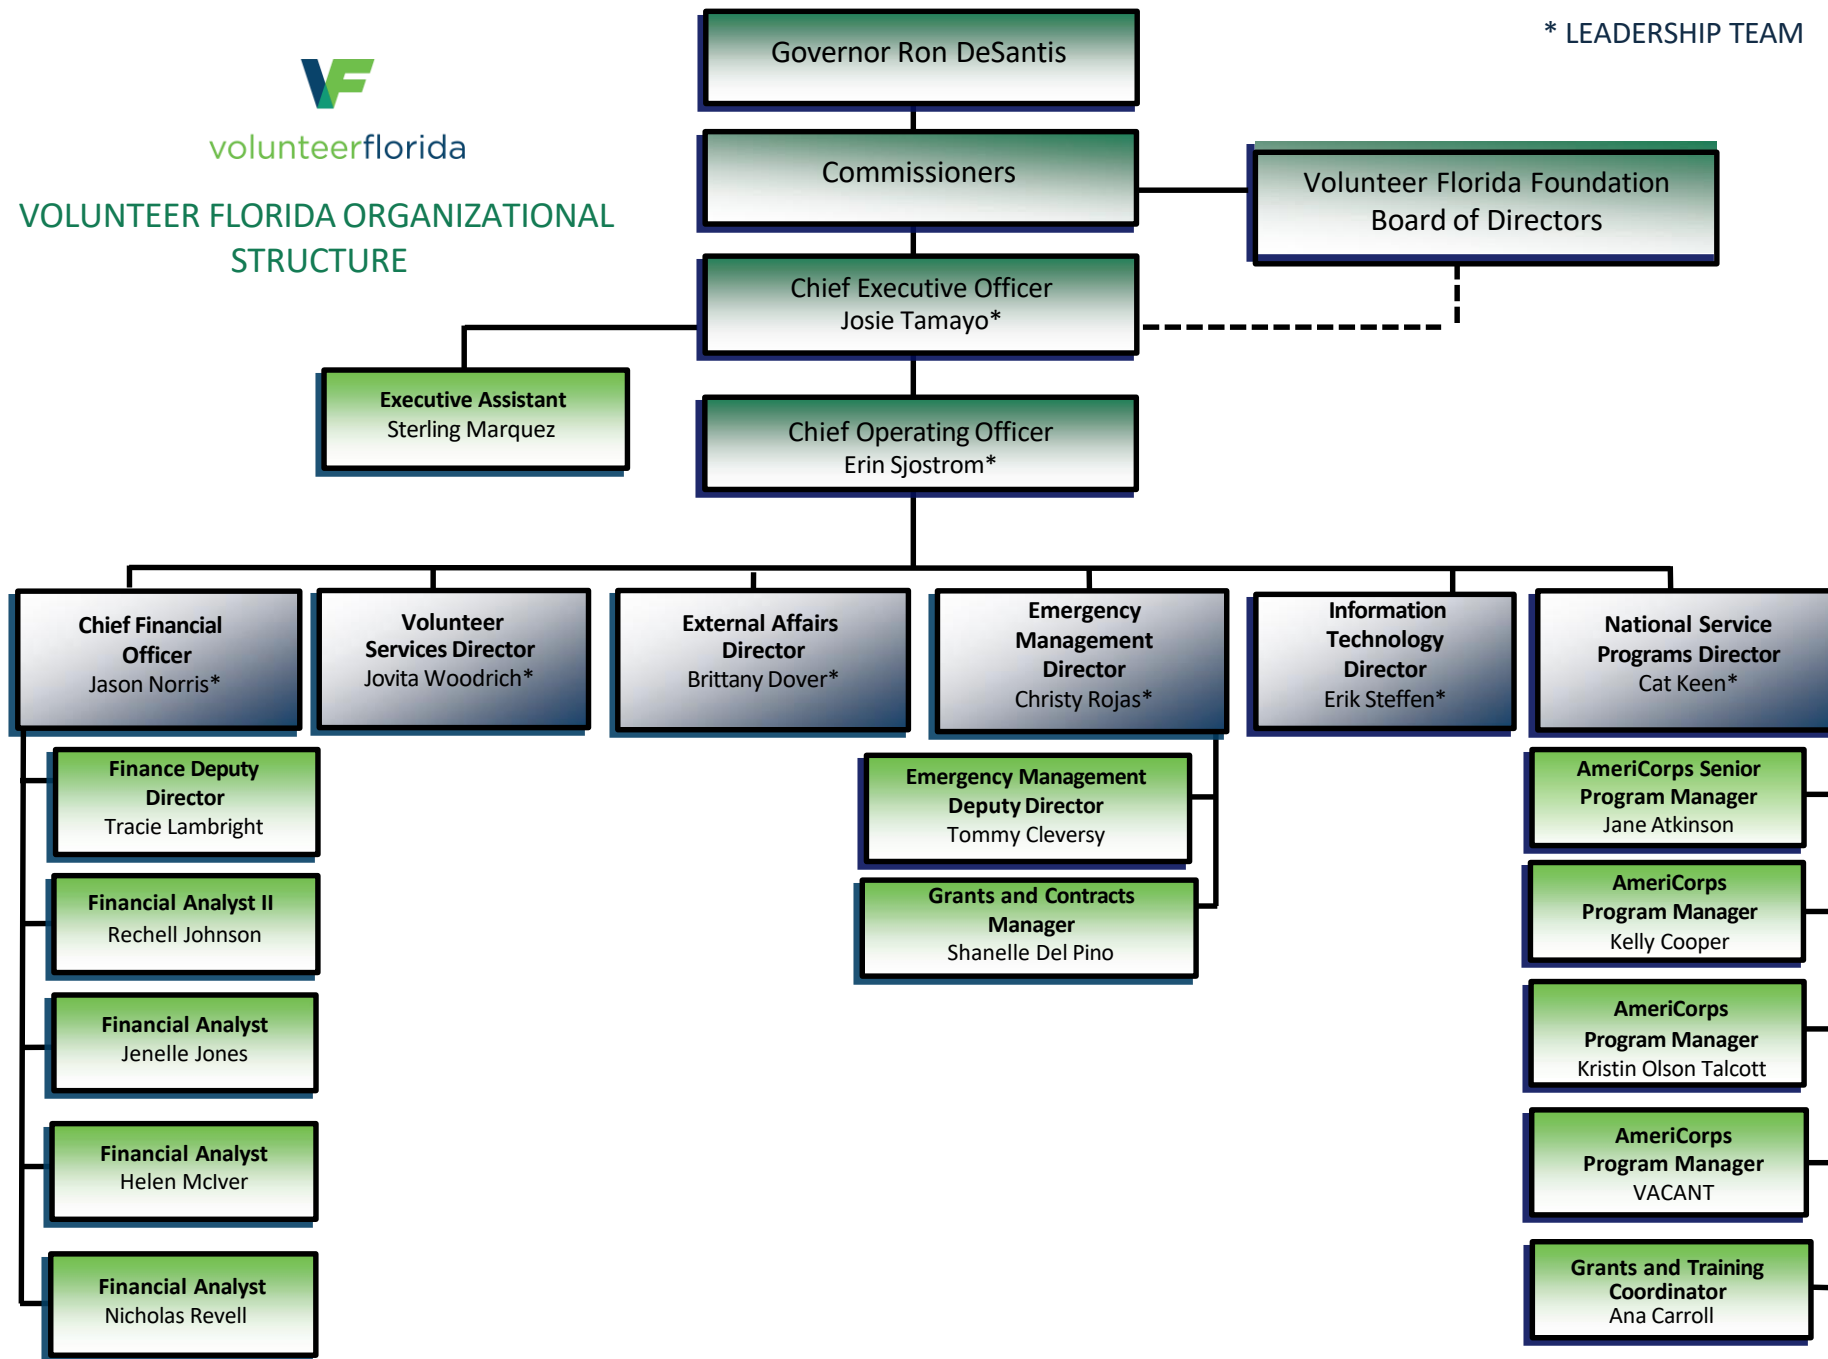 * LEADERSHIP TEAM
VF
volunteerflorida
VOLUNTEER FLORIDA ORGANIZATIONAL
STRUCTURE
Governor Ron DeSantis
Commissioners
Volunteer Florida Foundation
Board of Directors
Chief Executive Officer
Josie Tamayo*
Executive Assistant
Sterling Marquez
Chief Operating Officer
Erin Sjostrom*
Chief Financial
Officer
Jason Norris*
Volunteer
Services Director
Jovita Woodrich*
External Affairs
Director
Brittany Dover*
Emergency
Management
Director
Christy Rojas*
Information
Technology
Director
Erik Steffen*
National Service
Programs Director
Cat Keen*
Finance Deputy
Director
Tracie Lambright
Financial Analyst II
Rechell Johnson
Financial Analyst
Jenelle Jones
Financial Analyst
Helen McIver
Financial Analyst
Nicholas Revell
Emergency Management
Deputy Director
Tommy Cleversy
Grants and Contracts
Manager
Shanelle Del Pino
AmeriCorps Senior
Program Manager
Jane Atkinson
AmeriCorps
Program Manager
Kelly Cooper
AmeriCorps
Program Manager
Kristin Olson Talcott
AmeriCorps
Program Manager
VACANT
Grants and Training
Coordinator
Ana Carroll